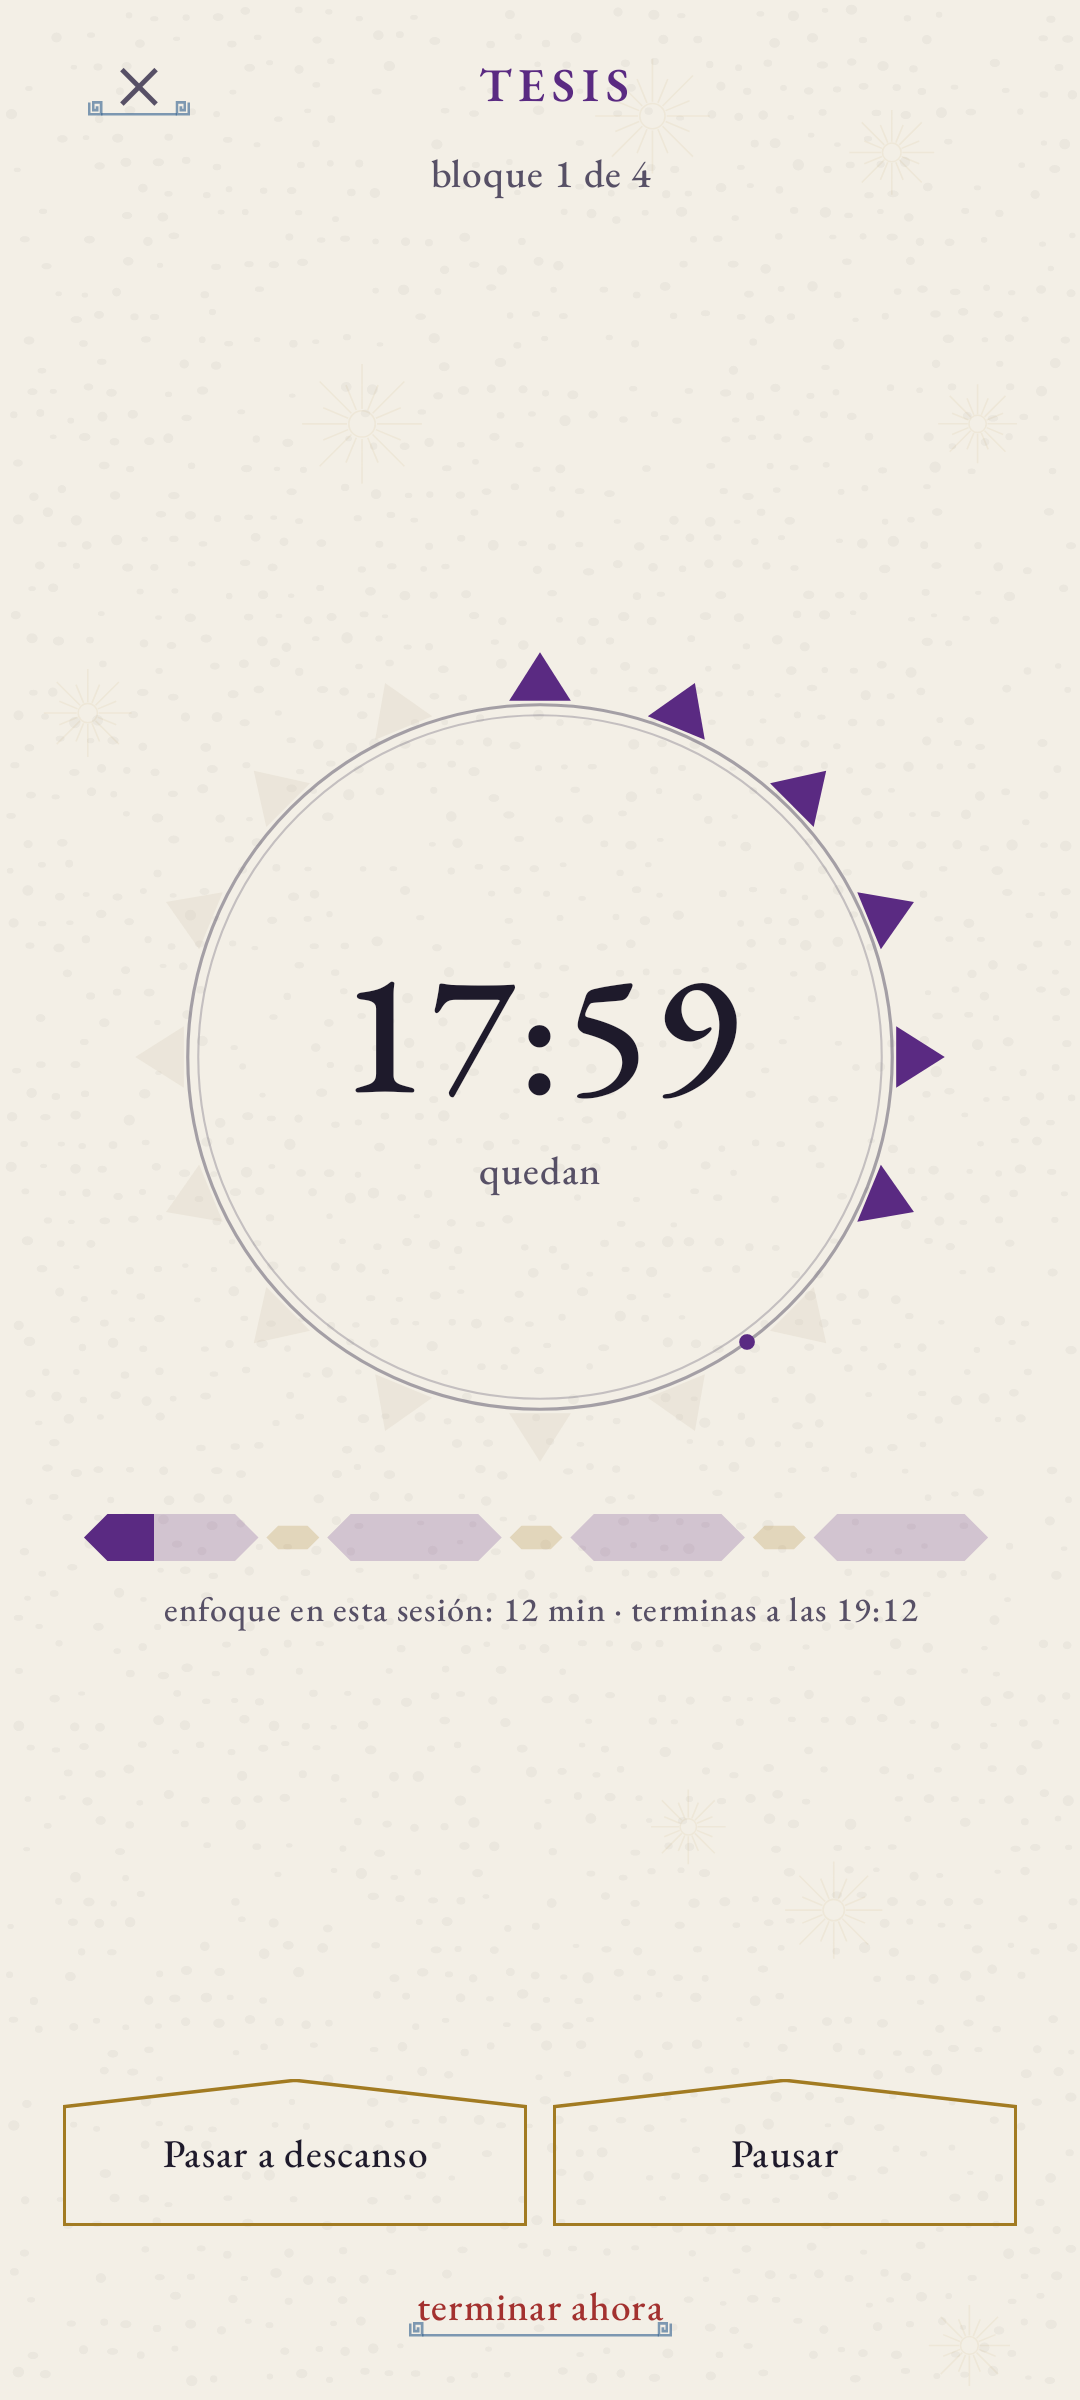 TESIS
bloque 1 de 4
17:59
quedan
enfoque en esta sesión: 12 min · terminas a las 19:12
Pasar a descanso
Pausar
terminar ahora